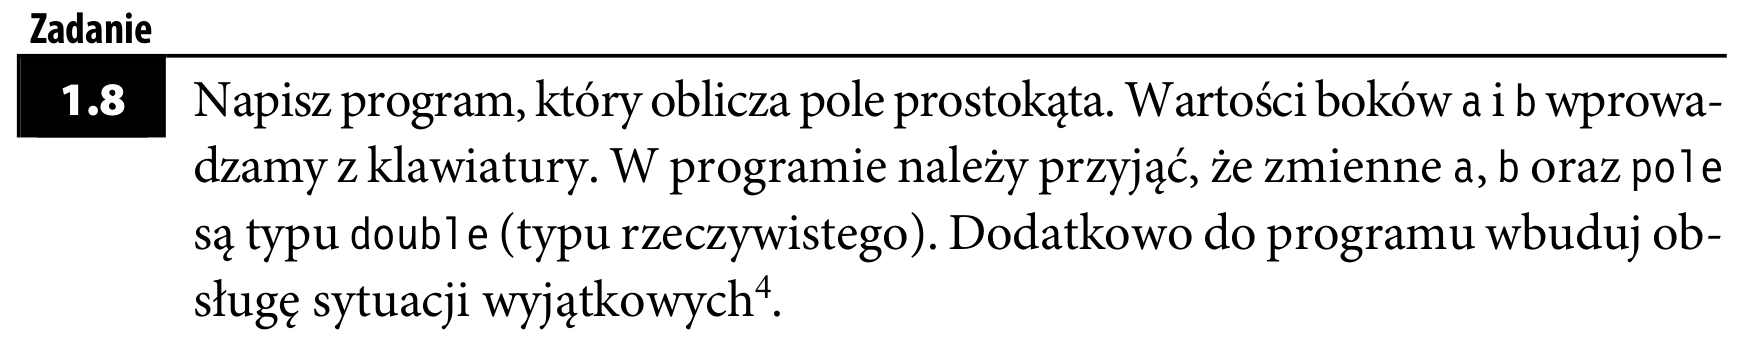 Zadanie
1.8 Napisz program, który oblicza pole prostokąta. Wartości boków a i b wprowa-
dzamy z klawiatury. W programie należy przyjąć, że zmienne a, b oraz pole
są typu double (typu rzeczywistego). Dodatkowo do programu wbuduj ob-
sługę sytuacji wyjątkowych⁴.